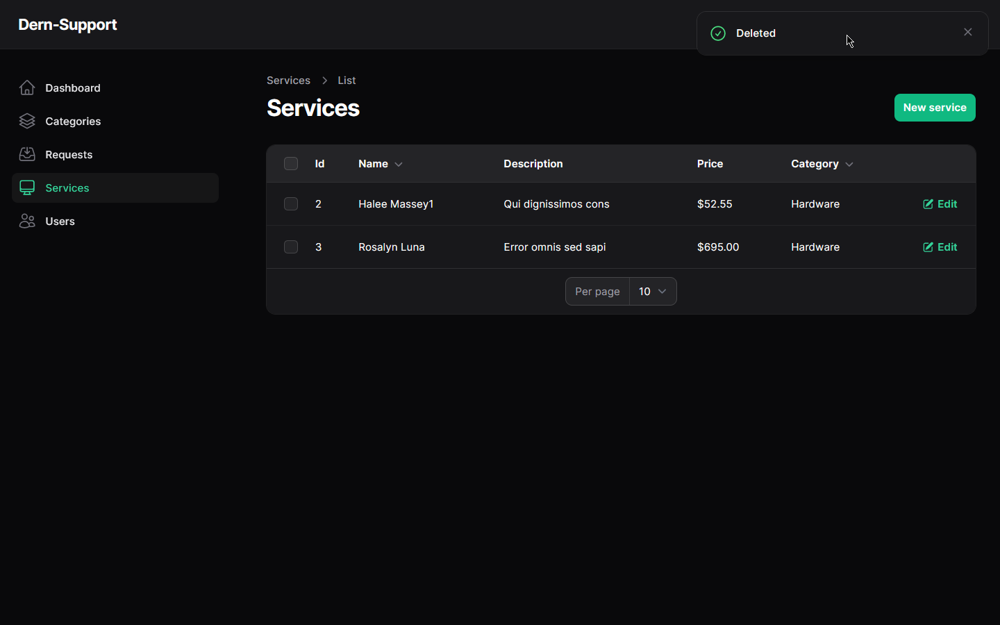 Dern-Support
Deleted
Dashboard
Categories
Requests
Services
Users
Services > List
Services
New service
Id Name Description Price Category
2 Halee Massey1 Qui dignissimos cons $52.55 Hardware Edit
3 Rosalyn Luna Error omnis sed sapi $695.00 Hardware Edit
Per page 10